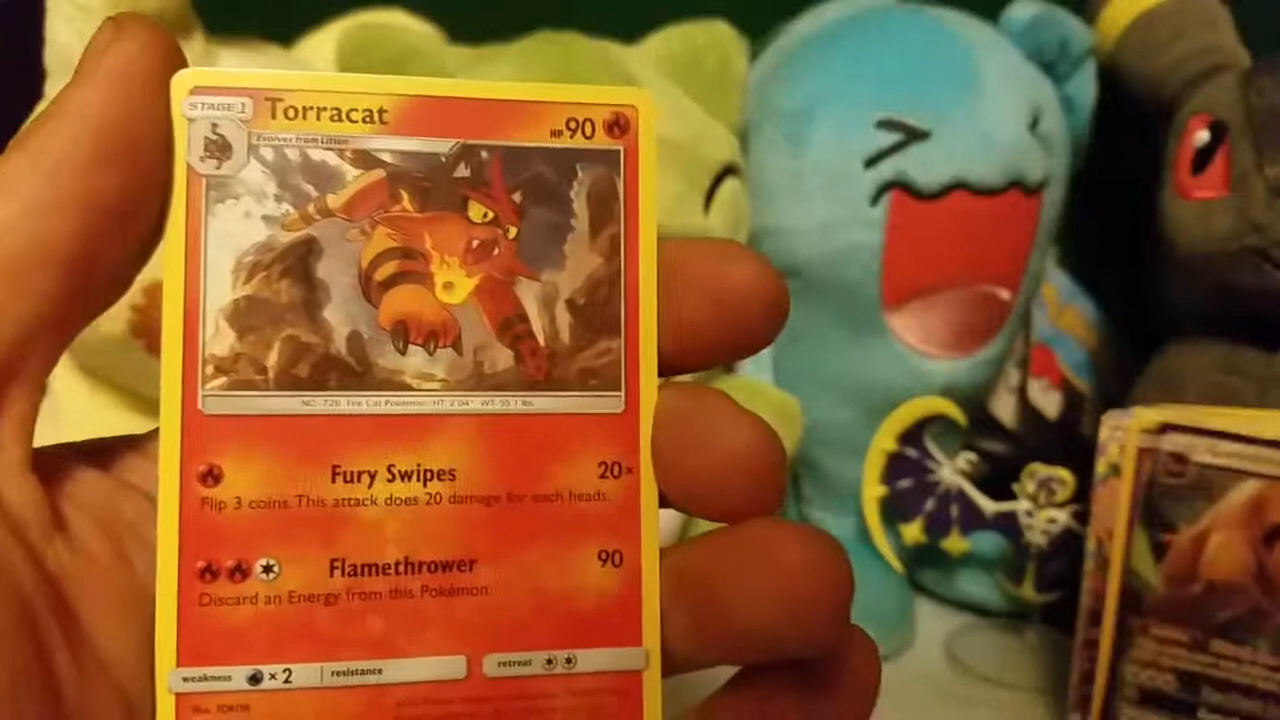 STAGE 1
Torracat
HP 90
Evolves from Litten
NO. 726 Fire Cat Pokémon HT: 2'04" WT: 55.1 lbs.
Fury Swipes 20×
Flip 3 coins. This attack does 20 damage for each heads.
Flamethrower 90
Discard an Energy from this Pokémon.
weakness ×2 resistance retreat